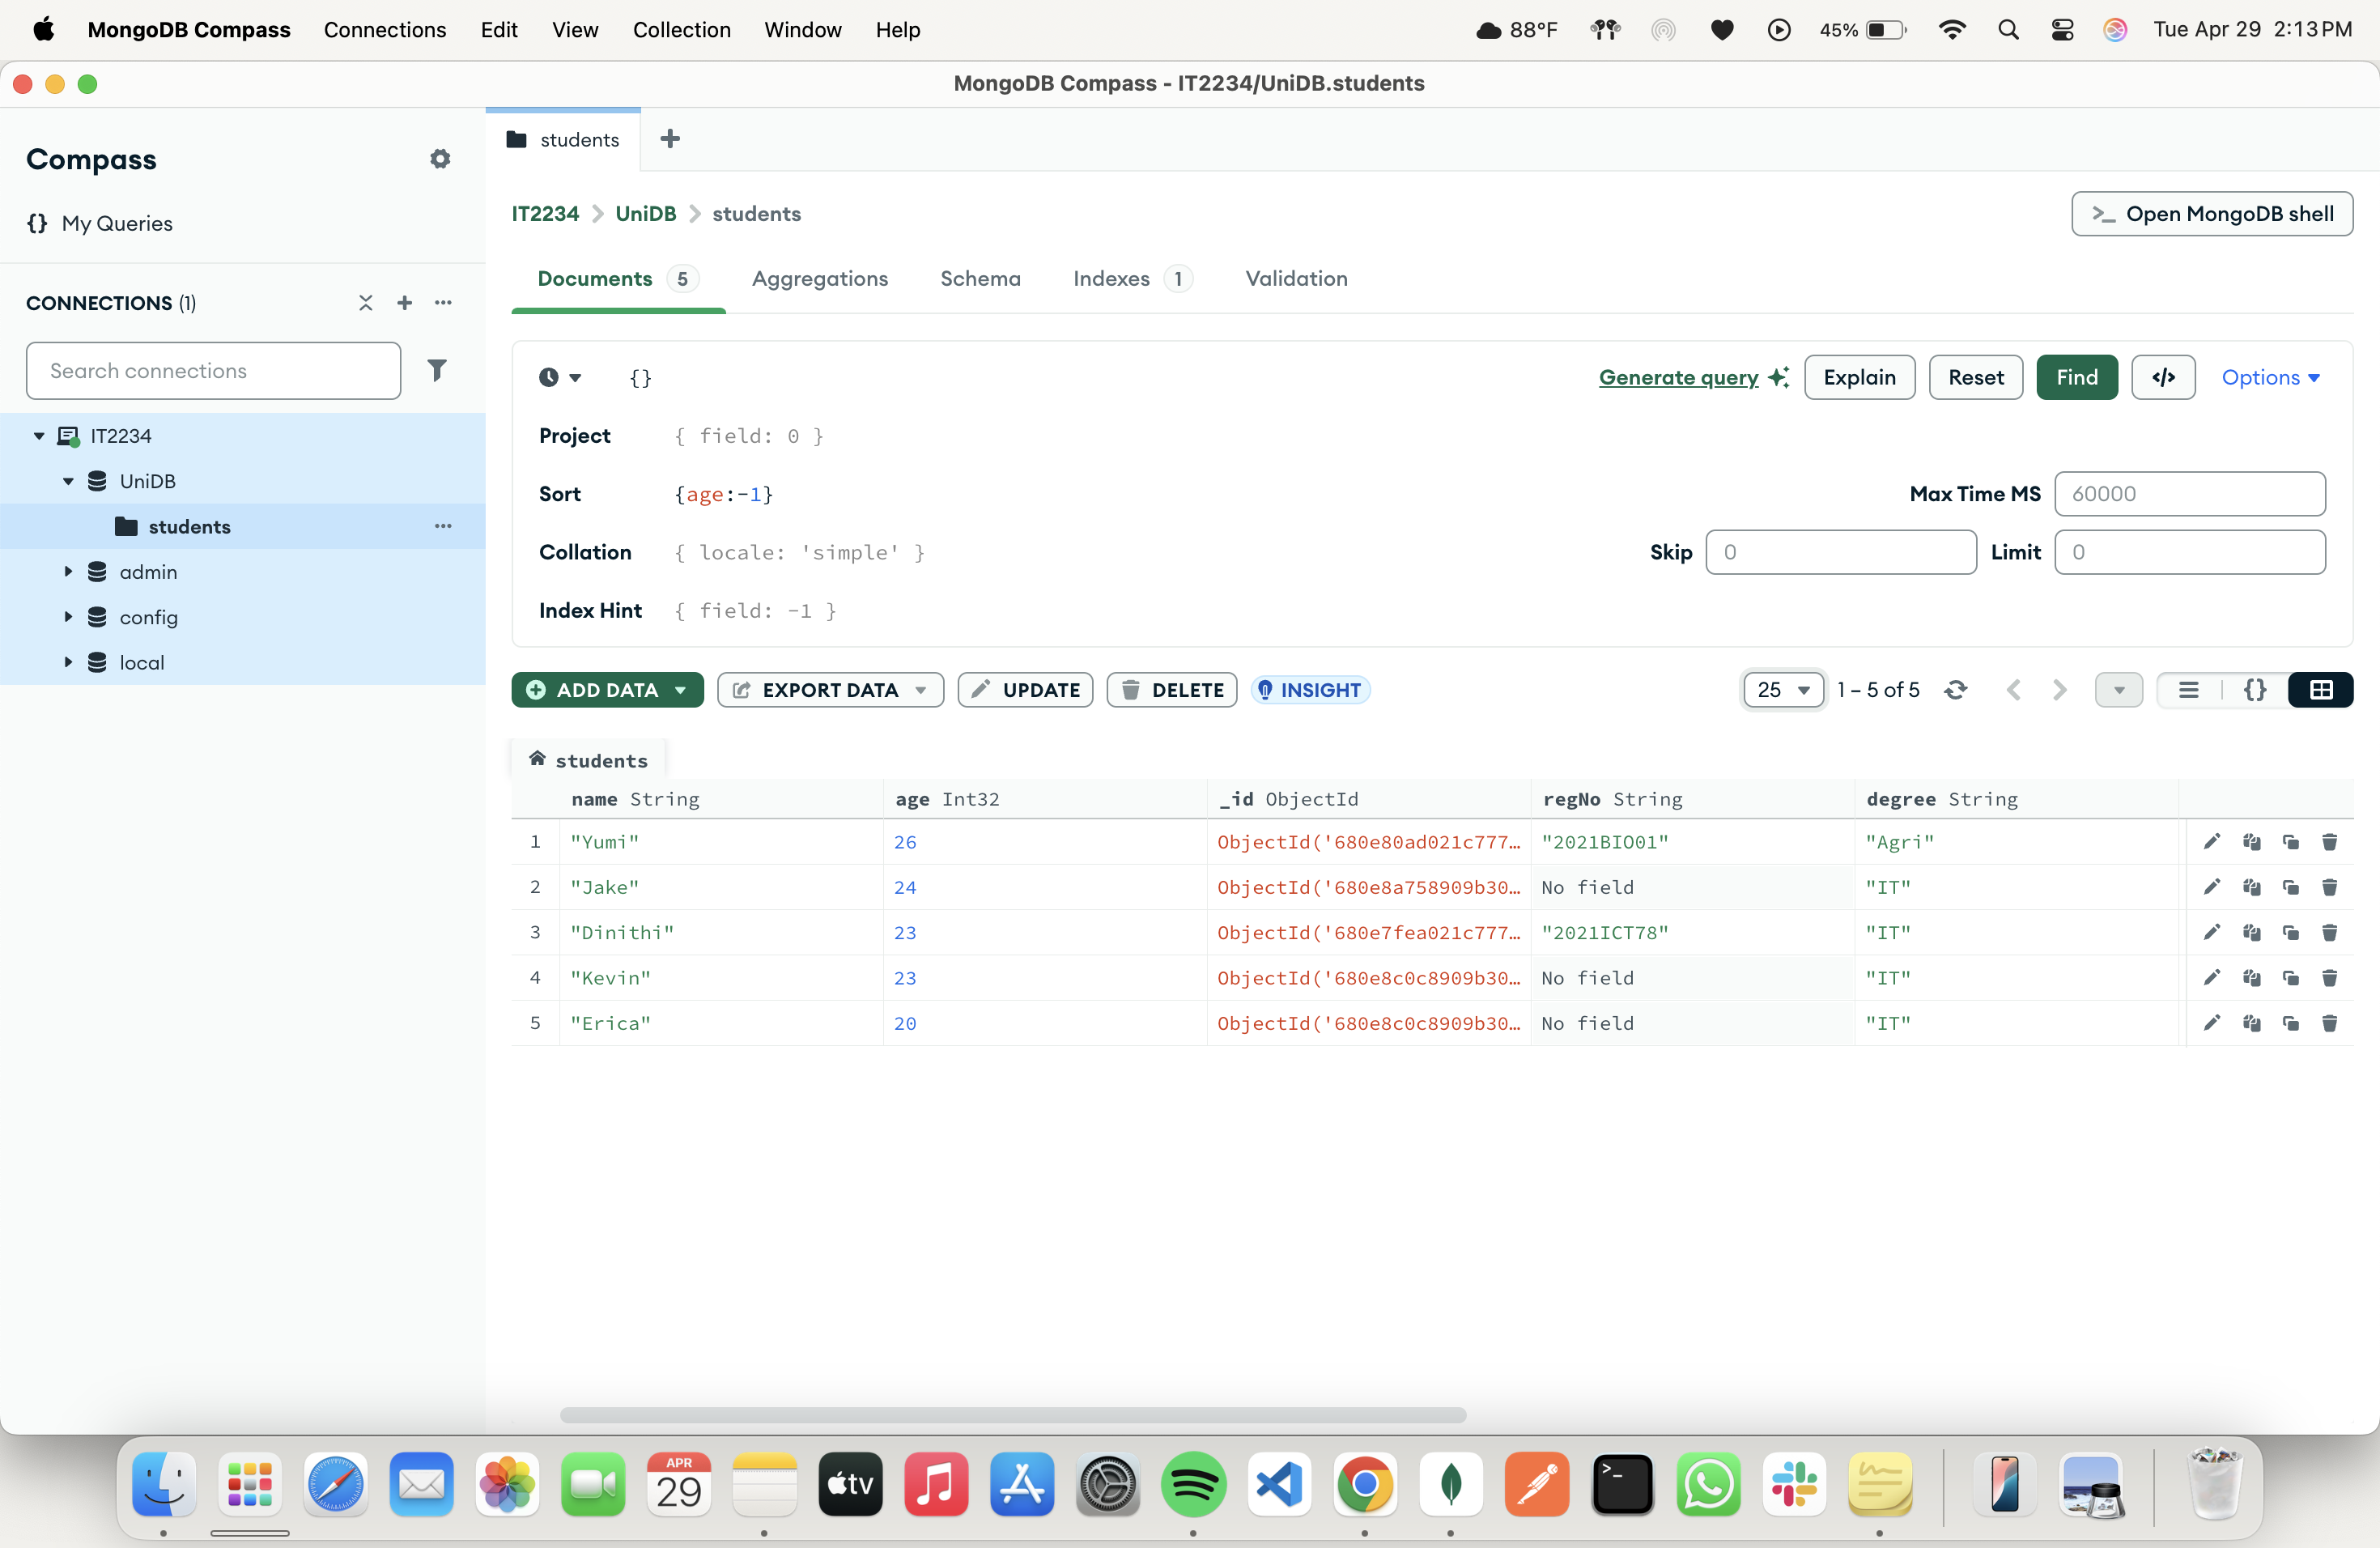 MongoDB Compass Connections Edit View Collection Window Help 88°F 45% Tue Apr 29 2:13 PM
MongoDB Compass - IT2234/UniDB.students
Compass
My Queries
CONNECTIONS (1)
Search connections
IT2234
UniDB
students
admin
config
local
students
IT2234 > UniDB > students
>_ Open MongoDB shell
Documents 5 Aggregations Schema Indexes 1 Validation
{} Generate query Explain Reset Find </> Options
Project { field: 0 }
Sort {age:-1} Max Time MS 60000
Collation { locale: 'simple' } Skip 0 Limit 0
Index Hint { field: -1 }
ADD DATA EXPORT DATA UPDATE DELETE INSIGHT 25 1 – 5 of 5 {}
students
name String age Int32 _id ObjectId regNo String degree String
1 "Yumi" 26 ObjectId('680e80ad021c777… "2021BIO01" "Agri"
2 "Jake" 24 ObjectId('680e8a758909b30… No field "IT"
3 "Dinithi" 23 ObjectId('680e7fea021c777… "2021ICT78" "IT"
4 "Kevin" 23 ObjectId('680e8c0c8909b30… No field "IT"
5 "Erica" 20 ObjectId('680e8c0c8909b30… No field "IT"
APR
29
tv
>_